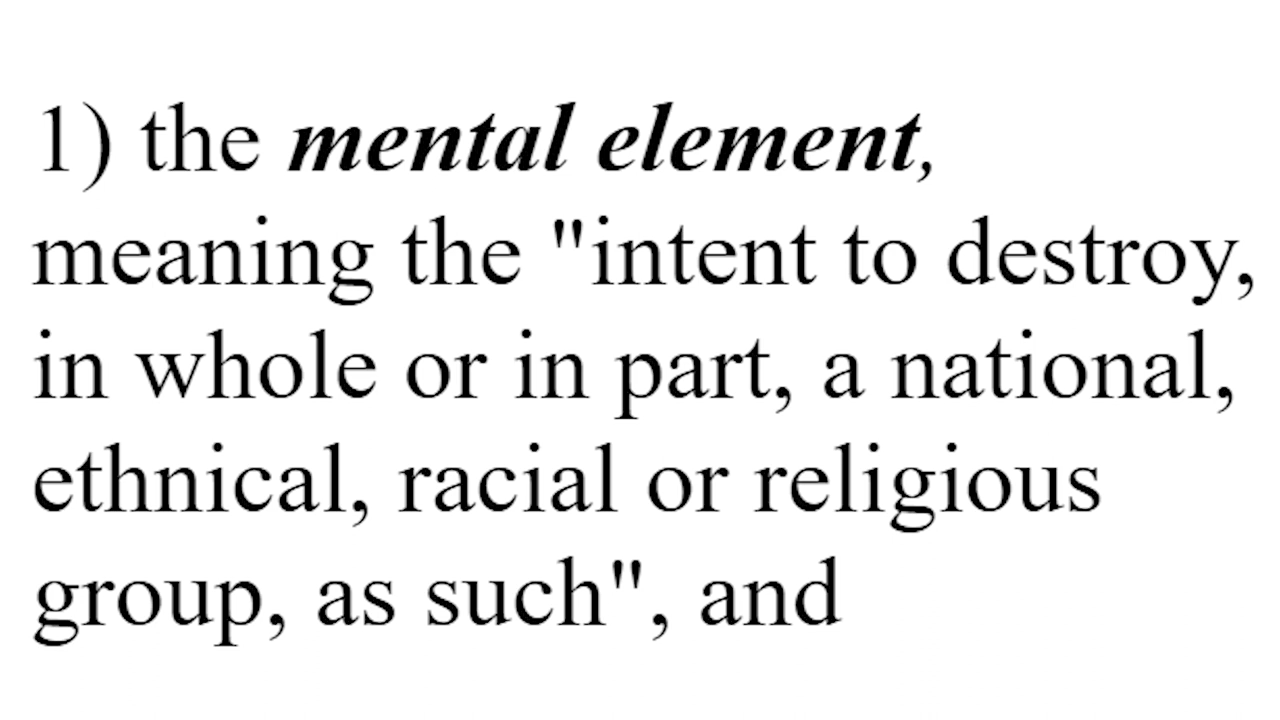 1) the mental element,
meaning the "intent to destroy,
in whole or in part, a national,
ethnical, racial or religious
group, as such", and